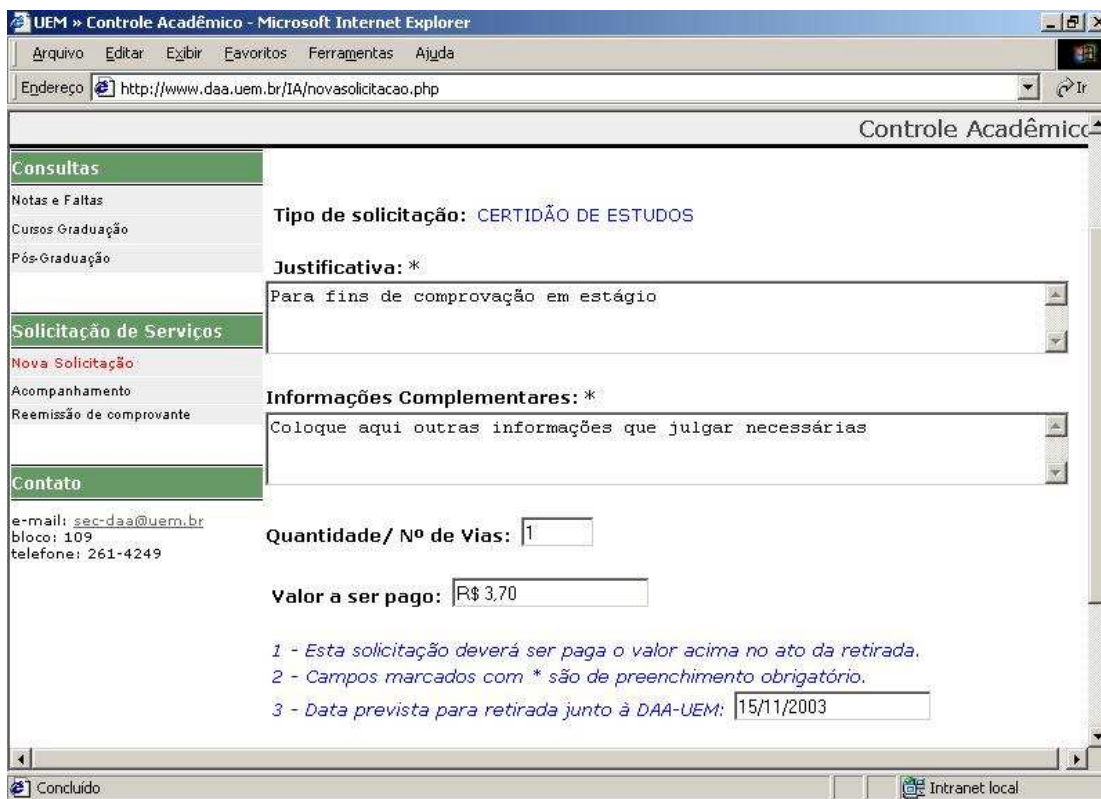 UEM » Controle Acadêmico - Microsoft Internet Explorer
Arquivo Editar Exibir Favoritos Ferramentas Ajuda
Endereço http://www.daa.uem.br/IA/novasolicitacao.php Ir
Controle Acadêmico
Consultas
Notas e Faltas
Cursos Graduação
Pós-Graduação
Solicitação de Serviços
Nova Solicitação
Acompanhamento
Reemissão de comprovante
Contato
e-mail: sec-daa@uem.br
bloco: 109
telefone: 261-4249
Tipo de solicitação: CERTIDÃO DE ESTUDOS
Justificativa: *
Para fins de comprovação em estágio
Informações Complementares: *
Coloque aqui outras informações que julgar necessárias
Quantidade/ Nº de Vias: 1
Valor a ser pago: R$ 3,70
1 - Esta solicitação deverá ser paga o valor acima no ato da retirada.
2 - Campos marcados com * são de preenchimento obrigatório.
3 - Data prevista para retirada junto à DAA-UEM: 15/11/2003
Concluído
Intranet local